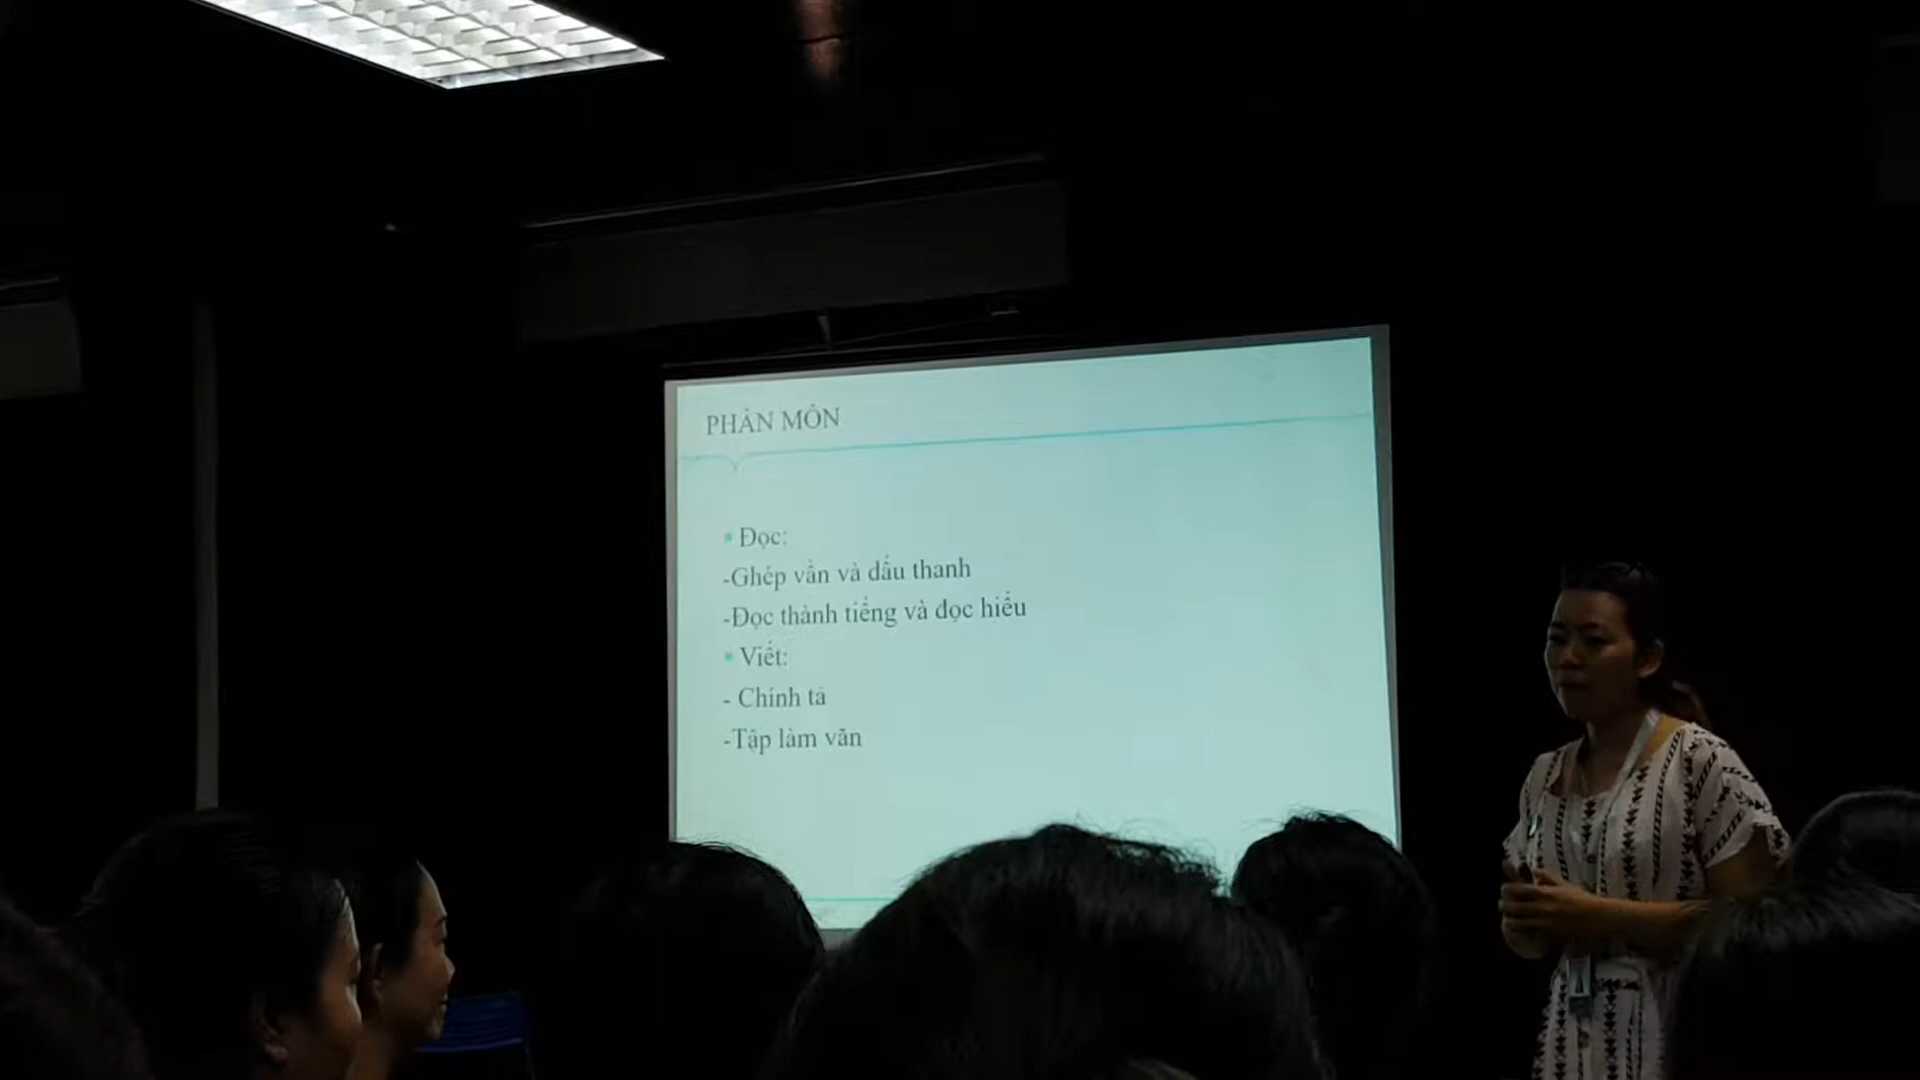 PHÂN MÔN
Đọc:
-Ghép vần và dấu thanh
-Đọc thành tiếng và đọc hiểu
Viết:
- Chính tả
-Tập làm văn